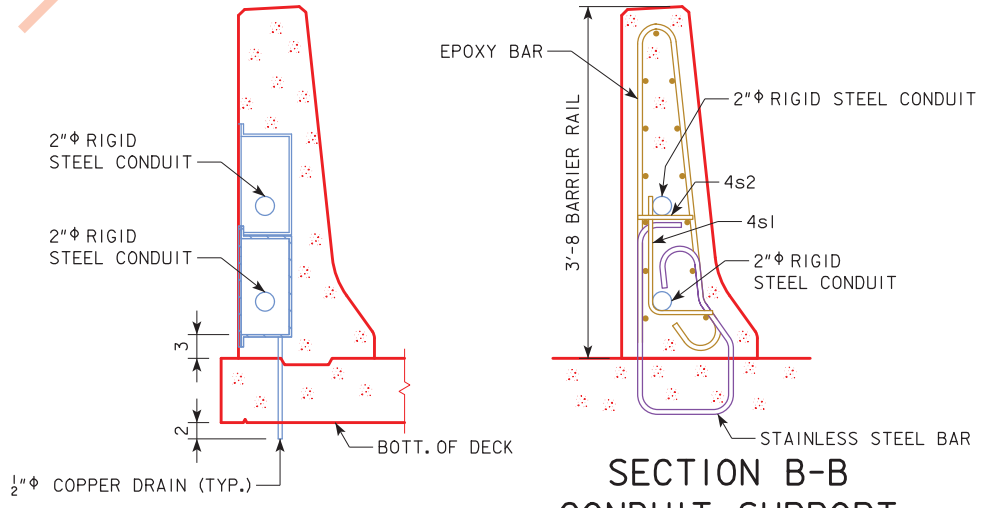 2"Φ RIGID
STEEL CONDUIT
2"Φ RIGID
STEEL CONDUIT
3
2
½"Φ COPPER DRAIN (TYP.)
BOTT. OF DECK
EPOXY BAR
3'-8 BARRIER RAIL
2"Φ RIGID STEEL CONDUIT
4s2
4s1
2"Φ RIGID
STEEL CONDUIT
STAINLESS STEEL BAR
SECTION B-B
CONDUIT SUPPORT